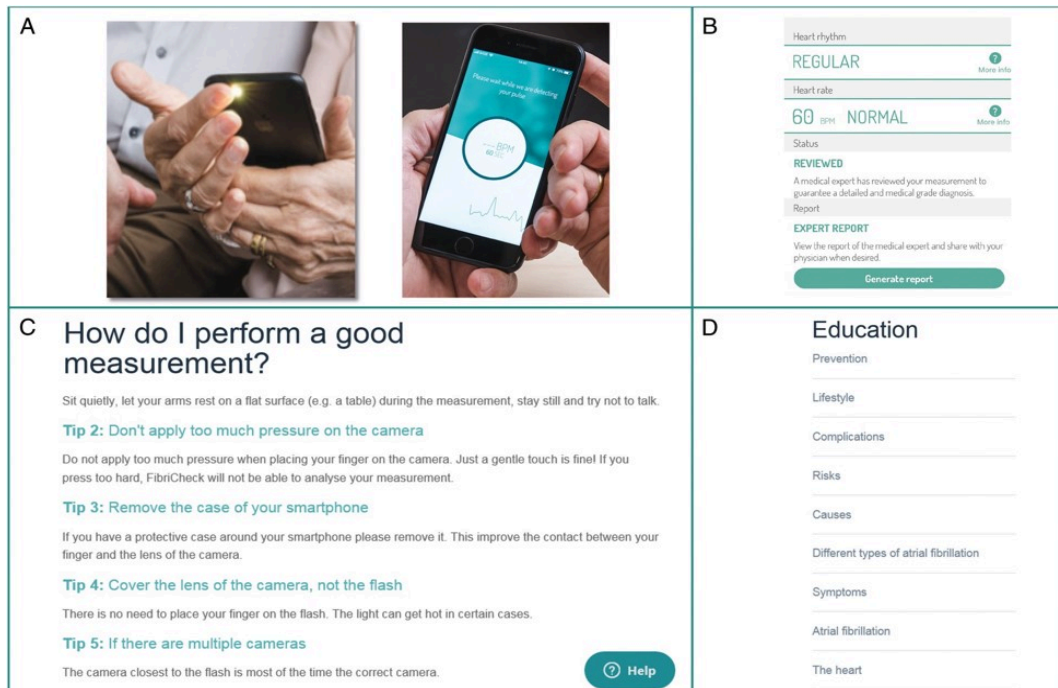 A
Please wait while we are detecting
your pulse
BPM
60 SEC
B
Heart rhythm
REGULAR
More info
Heart rate
60 BPM NORMAL
More info
Status
REVIEWED
A medical expert has reviewed your measurement to
guarantee a detailed and medical grade diagnosis.
Report
EXPERT REPORT
View the report of the medical expert and share with your
physician when desired.
Generate report
C
How do I perform a good
measurement?
Sit quietly, let your arms rest on a flat surface (e.g. a table) during the measurement, stay still and try not to talk.
Tip 2: Don't apply too much pressure on the camera
Do not apply too much pressure when placing your finger on the camera. Just a gentle touch is fine! If you
press too hard, FibriCheck will not be able to analyse your measurement.
Tip 3: Remove the case of your smartphone
If you have a protective case around your smartphone please remove it. This improve the contact between your
finger and the lens of the camera.
Tip 4: Cover the lens of the camera, not the flash
There is no need to place your finger on the flash. The light can get hot in certain cases.
Tip 5: If there are multiple cameras
The camera closest to the flash is most of the time the correct camera.
? Help
D
Education
Prevention
Lifestyle
Complications
Risks
Causes
Different types of atrial fibrillation
Symptoms
Atrial fibrillation
The heart